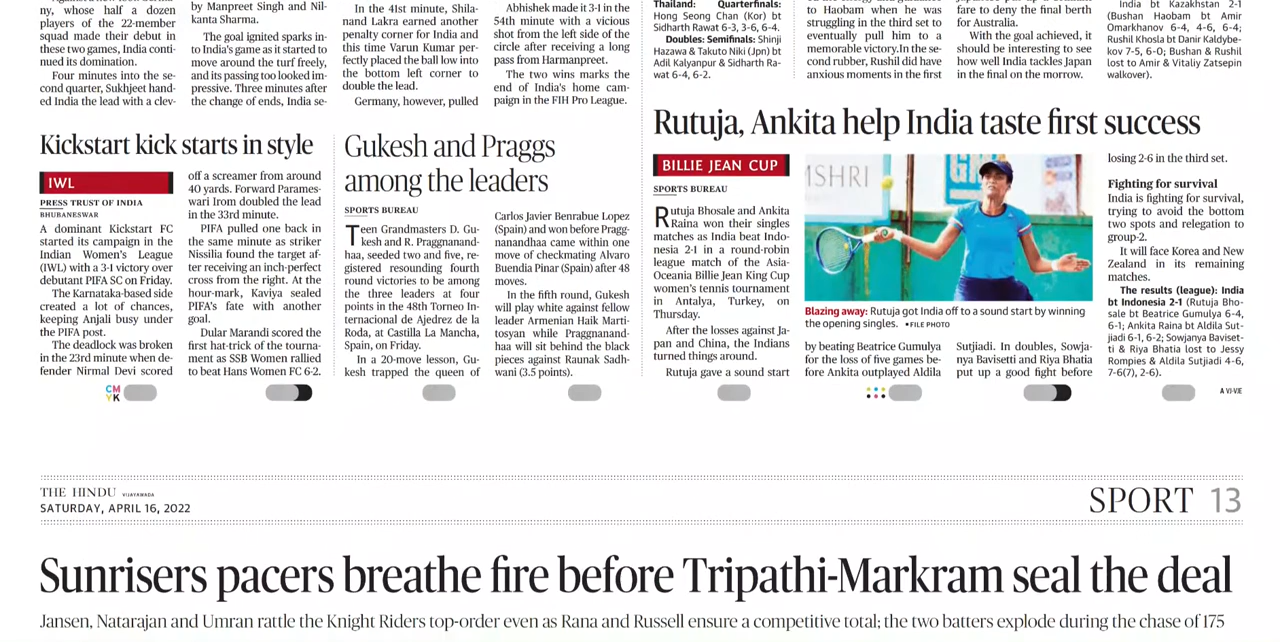 ny, whose half a dozen
players of the 22-member
squad made their debut in
these two games, India conti-
nued its domination.
Four minutes into the se-
cond quarter, Sukhjeet hand-
ed India the lead with a clev-
by Manpreet Singh and Nil-
kanta Sharma.
The goal ignited sparks in-
to India's game as it started to
move around the turf freely,
and its passing too looked im-
pressive. Three minutes after
the change of ends, India se-
In the 41st minute, Shila-
nand Lakra earned another
penalty corner for India and
this time Varun Kumar per-
fectly placed the ball low into
the bottom left corner to
double the lead.
Germany, however, pulled
Abhishek made it 3-1 in the
54th minute with a vicious
shot from the left side of the
circle after receiving a long
pass from Harmanpreet.
The two wins marks the
end of India's home cam-
paign in the FIH Pro League.
Thailand: Quarterfinals:
Hong Seong Chan (Kor) bt
Sidharth Rawat 6-3, 3-6, 6-4.
Doubles: Semifinals: Shinji
Hazawa & Takuto Niki (Jpn) bt
Adil Kalyanpur & Sidharth Ra-
wat 6-4, 6-2.
to Haobam when he was
struggling in the third set to
eventually pull him to a
memorable victory.In the se-
cond rubber, Rushil did have
anxious moments in the first
fare to deny the final berth
for Australia.
With the goal achieved, it
should be interesting to see
how well India tackles Japan
in the final on the morrow.
India bt Kazakhstan 2-1
(Bushan Haobam bt Amir
Omarkhanov 6-4, 4-6, 6-4;
Rushil Khosla bt Danir Kaldybe-
kov 7-5, 6-0; Bushan & Rushil
lost to Amir & Vitaliy Zatsepin
walkover).
Kickstart kick starts in style
IWL
PRESS TRUST OF INDIA
BHUBANESWAR
A dominant Kickstart FC
started its campaign in the
Indian Women's League
(IWL) with a 3-1 victory over
debutant PIFA SC on Friday.
The Karnataka-based side
created a lot of chances,
keeping Anjali busy under
the PIFA post.
The deadlock was broken
in the 23rd minute when de-
fender Nirmal Devi scored
off a screamer from around
40 yards. Forward Parames-
wari Irom doubled the lead
in the 33rd minute.
PIFA pulled one back in
the same minute as striker
Nissilia found the target af-
ter receiving an inch-perfect
cross from the right. At the
hour-mark, Kaviya sealed
PIFA's fate with another
goal.
Dular Marandi scored the
first hat-trick of the tourna-
ment as SSB Women rallied
to beat Hans Women FC 6-2.
Gukesh and Praggs
among the leaders
SPORTS BUREAU
Teen Grandmasters D. Gu-
kesh and R. Praggnanand-
haa, seeded two and five, re-
gistered resounding fourth
round victories to be among
the three leaders at four
points in the 48th Torneo In-
ternacional de Ajedrez de la
Roda, at Castilla La Mancha,
Spain, on Friday.
In a 20-move lesson, Gu-
kesh trapped the queen of
Carlos Javier Benrabue Lopez
(Spain) and won before Pragg-
nanandhaa came within one
move of checkmating Alvaro
Buendia Pinar (Spain) after 48
moves.
In the fifth round, Gukesh
will play white against fellow
leader Armenian Haik Marti-
tosyan while Praggnanand-
haa will sit behind the black
pieces against Raunak Sadh-
wani (3.5 points).
Rutuja, Ankita help India taste first success
BILLIE JEAN CUP
SPORTS BUREAU
Rutuja Bhosale and Ankita
Raina won their singles
matches as India beat Indo-
nesia 2-1 in a round-robin
league match of the Asia-
Oceania Billie Jean King Cup
women's tennis tournament
in Antalya, Turkey, on
Thursday.
After the losses against Ja-
pan and China, the Indians
turned things around.
Rutuja gave a sound start
MSHRI
Blazing away: Rutuja got India off to a sound start by winning
the opening singles. •FILE PHOTO
by beating Beatrice Gumulya
for the loss of five games be-
fore Ankita outplayed Aldila
Sutjiadi. In doubles, Sowja-
nya Bavisetti and Riya Bhatia
put up a good fight before
losing 2-6 in the third set.
Fighting for survival
India is fighting for survival,
trying to avoid the bottom
two spots and relegation to
group-2.
It will face Korea and New
Zealand in its remaining
matches.
The results (league): India
bt Indonesia 2-1 (Rutuja Bho-
sale bt Beatrice Gumulya 6-4,
6-1; Ankita Raina bt Aldila Sut-
jiadi 6-1, 6-2; Sowjanya Baviset-
ti & Riya Bhatia lost to Jessy
Rompies & Aldila Sutjiadi 4-6,
7-6(7), 2-6).
CM
YK
A VJ-VJE
THE HINDU VIJAYAWADA
SATURDAY, APRIL 16, 2022
SPORT 13
Sunrisers pacers breathe fire before Tripathi-Markram seal the deal
Jansen, Natarajan and Umran rattle the Knight Riders top-order even as Rana and Russell ensure a competitive total; the two batters explode during the chase of 175